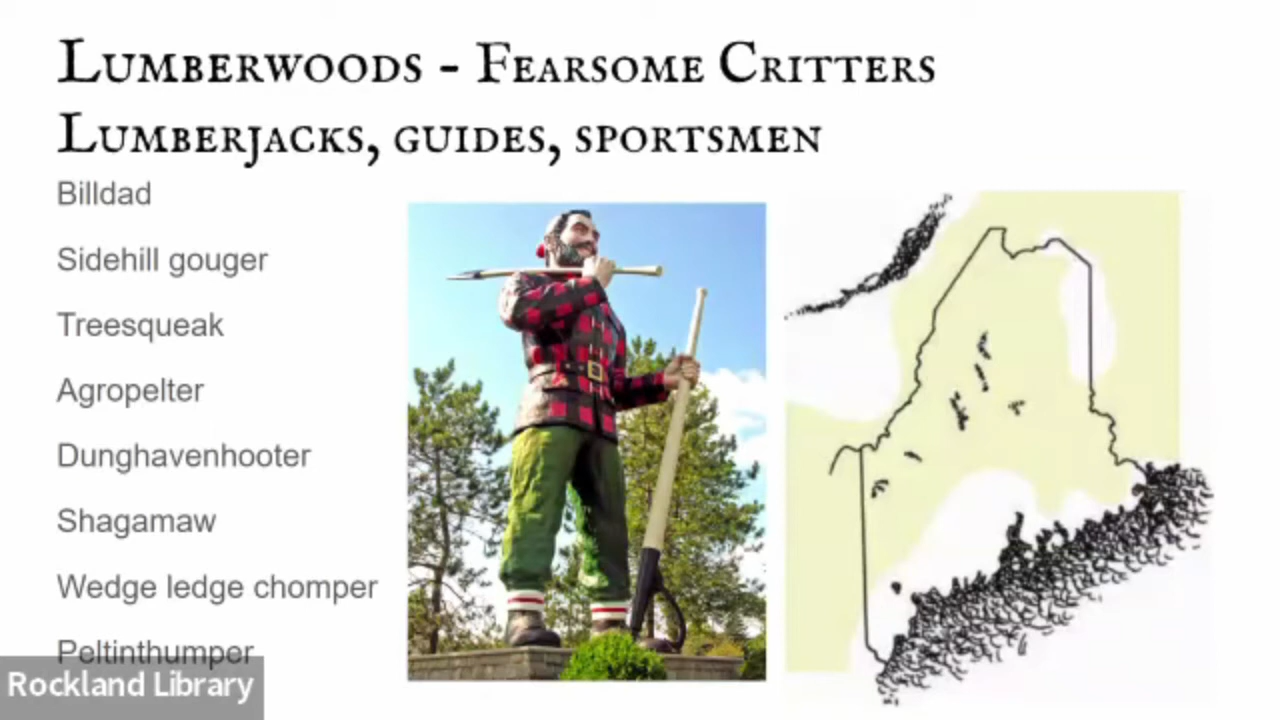 Lumberwoods - Fearsome Critters
Lumberjacks, guides, sportsmen
Billdad
Sidehill gouger
Treesqueak
Agropelter
Dunghavenhooter
Shagamaw
Wedge ledge chomper
Peltinthumper
Rockland Library